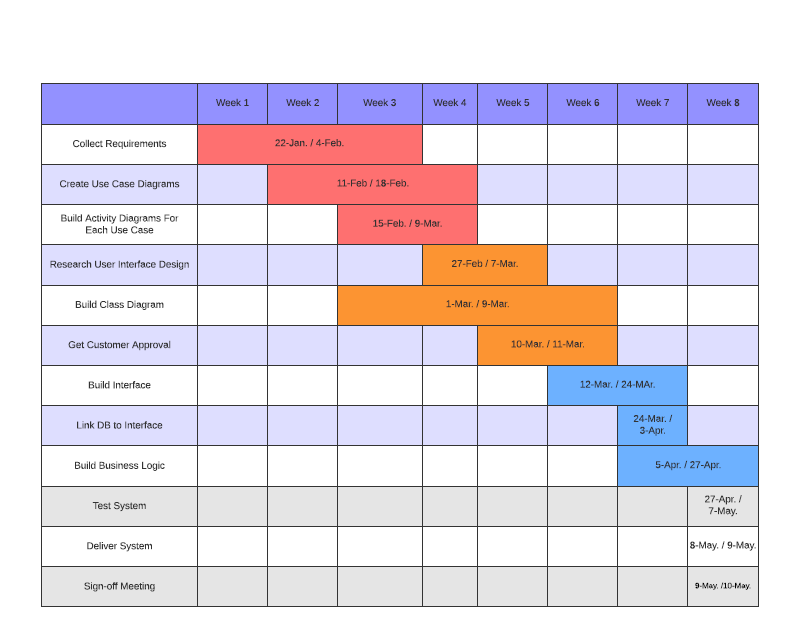 Week 1 Week 2 Week 3 Week 4 Week 5 Week 6 Week 7 Week 8
Collect Requirements 22-Jan. / 4-Feb.
Create Use Case Diagrams 11-Feb / 18-Feb.
Build Activity Diagrams For
Each Use Case
15-Feb. / 9-Mar.
Research User Interface Design 27-Feb / 7-Mar.
Build Class Diagram 1-Mar. / 9-Mar.
Get Customer Approval 10-Mar. / 11-Mar.
Build Interface 12-Mar. / 24-MAr.
Link DB to Interface
24-Mar. /
3-Apr.
Build Business Logic 5-Apr. / 27-Apr.
Test System
27-Apr. /
7-May.
Deliver System 8-May. / 9-May.
Sign-off Meeting 9-May. /10-May.